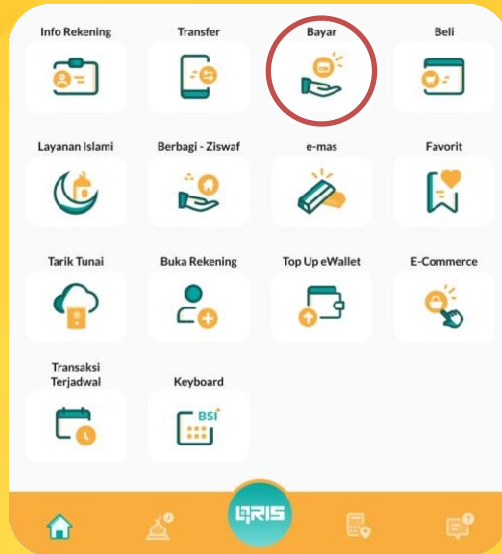 Info Rekening
Transfer
Bayar
Beli
Layanan Islami
Berbagi - Ziswaf
e-mas
Favorit
Tarik Tunai
Buka Rekening
Top Up eWallet
E-Commerce
Transaksi
Terjadwal
Keyboard
BSI
QRIS